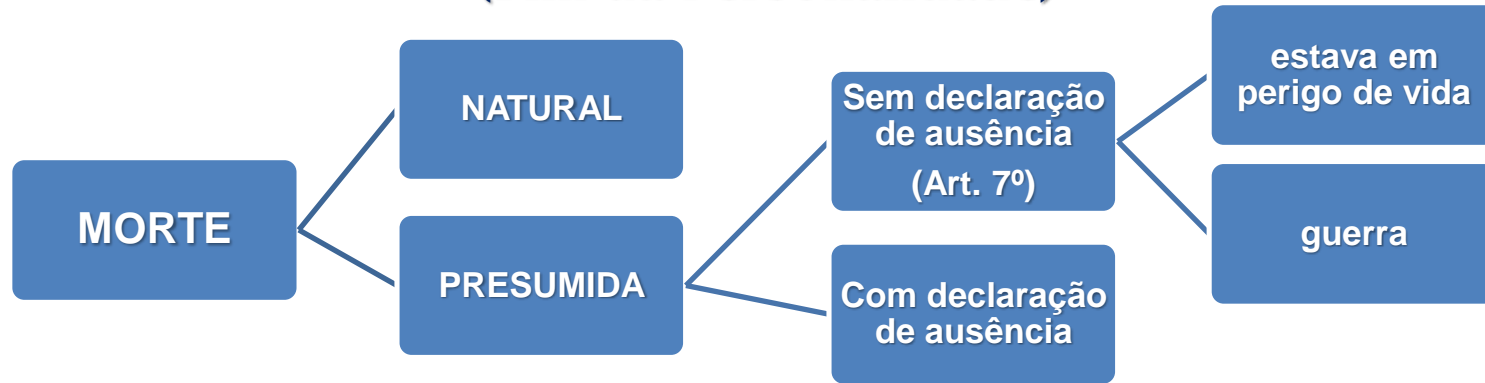 NATURAL
PRESUMIDA
MORTE
Sem declaração
de ausência
(Art. 7º)
Com declaração
de ausência
estava em
perigo de vida
guerra